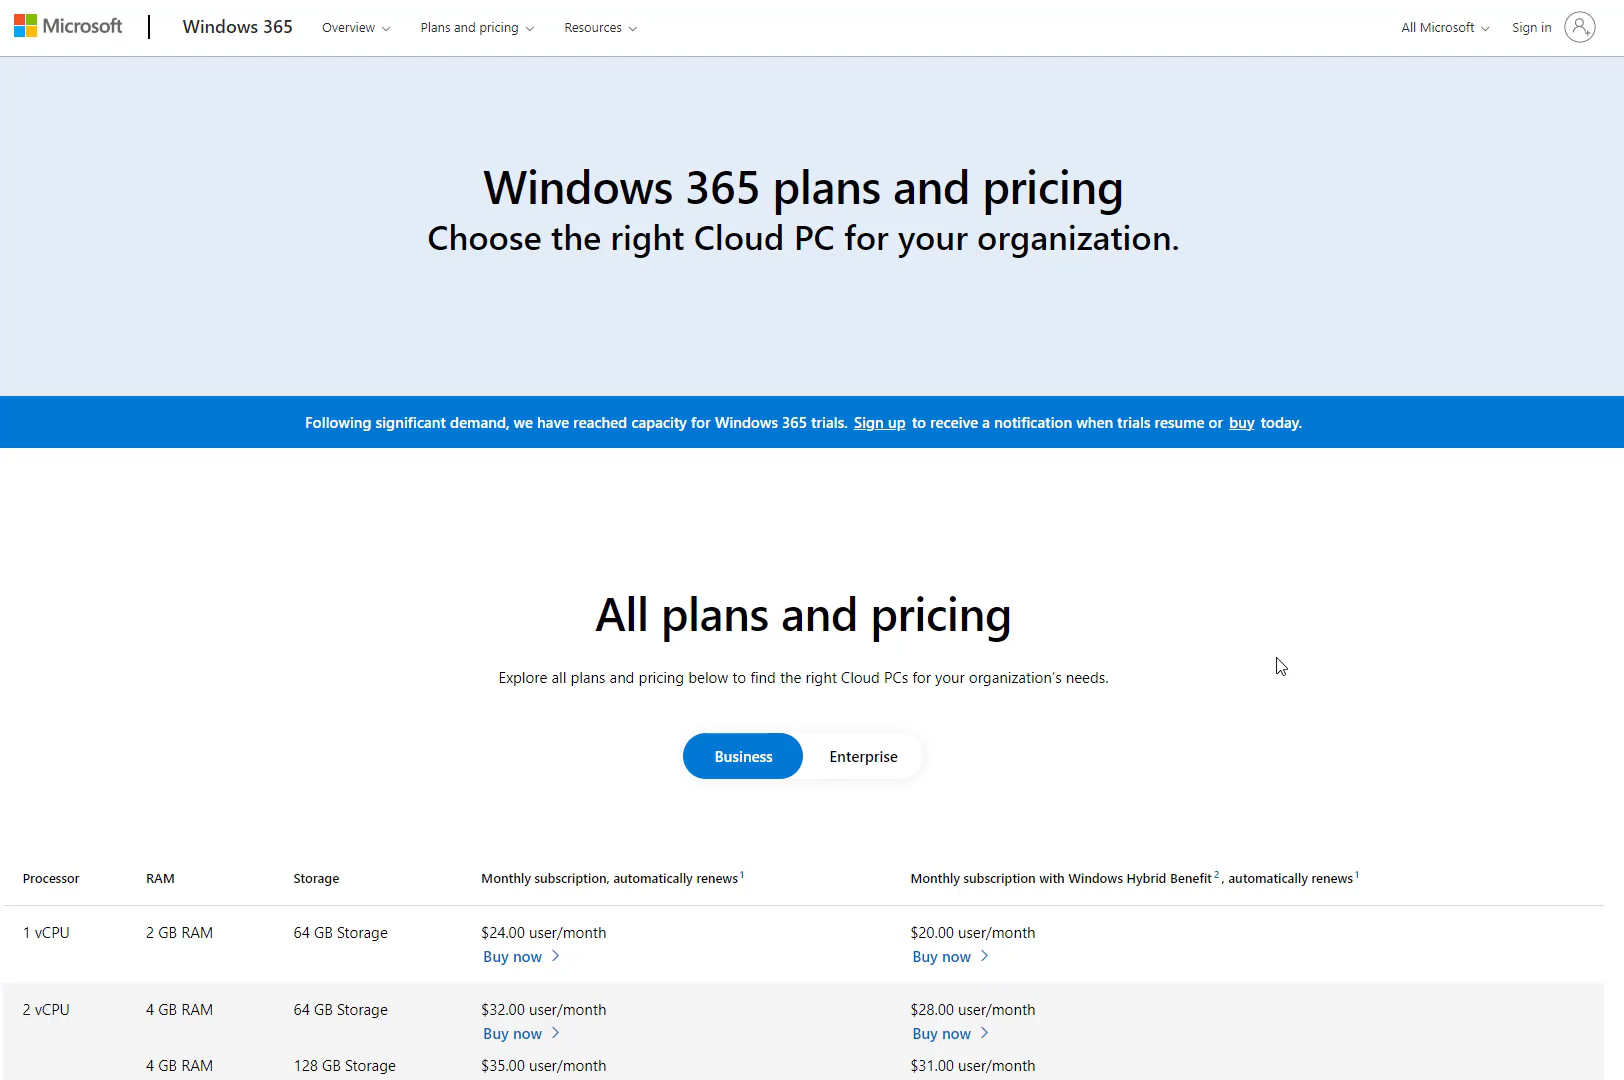 Microsoft
Windows 365
Overview
Plans and pricing
Resources
All Microsoft
Sign in
Windows 365 plans and pricing
Choose the right Cloud PC for your organization.
Following significant demand, we have reached capacity for Windows 365 trials. Sign up to receive a notification when trials resume or buy today.
All plans and pricing
Explore all plans and pricing below to find the right Cloud PCs for your organization's needs.
Business
Enterprise
Processor
RAM
Storage
Monthly subscription, automatically renews1
Monthly subscription with Windows Hybrid Benefit2, automatically renews1
1 vCPU
2 GB RAM
64 GB Storage
$24.00 user/month
Buy now
$20.00 user/month
Buy now
2 vCPU
4 GB RAM
64 GB Storage
$32.00 user/month
Buy now
$28.00 user/month
Buy now
4 GB RAM
128 GB Storage
$35.00 user/month
$31.00 user/month